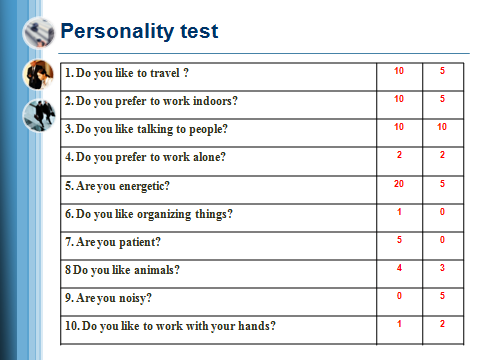 Personality test
1. Do you like to travel ? 10 5
2. Do you prefer to work indoors? 10 5
3. Do you like talking to people? 10 10
4. Do you prefer to work alone? 2 2
5. Are you energetic? 20 5
6. Do you like organizing things? 1 0
7. Are you patient? 5 0
8 Do you like animals? 4 3
9. Are you noisy? 0 5
10. Do you like to work with your hands? 1 2